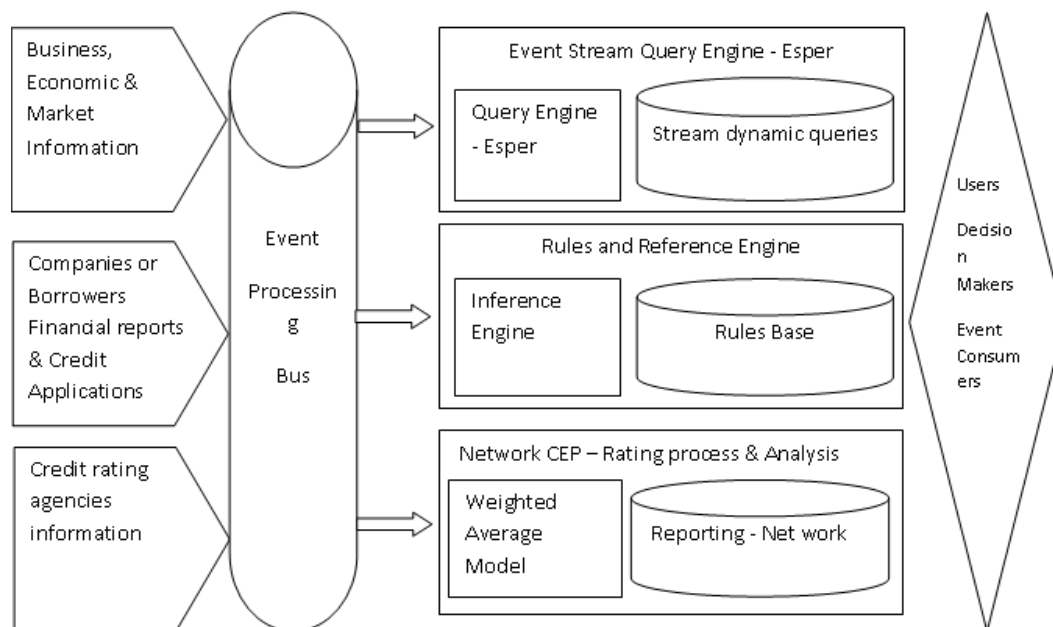 Business,
Economic &
Market
Information
Companies or
Borrowers
Financial reports
& Credit
Applications
Credit rating
agencies
information
Event
Processin
g
Bus
Event Stream Query Engine - Esper
Query Engine
- Esper
Stream dynamic queries
Rules and Reference Engine
Inference
Engine
Rules Base
Network CEP – Rating process & Analysis
Weighted
Average
Model
Reporting - Net work
Users
Decisio
n
Makers
Event
Consum
ers